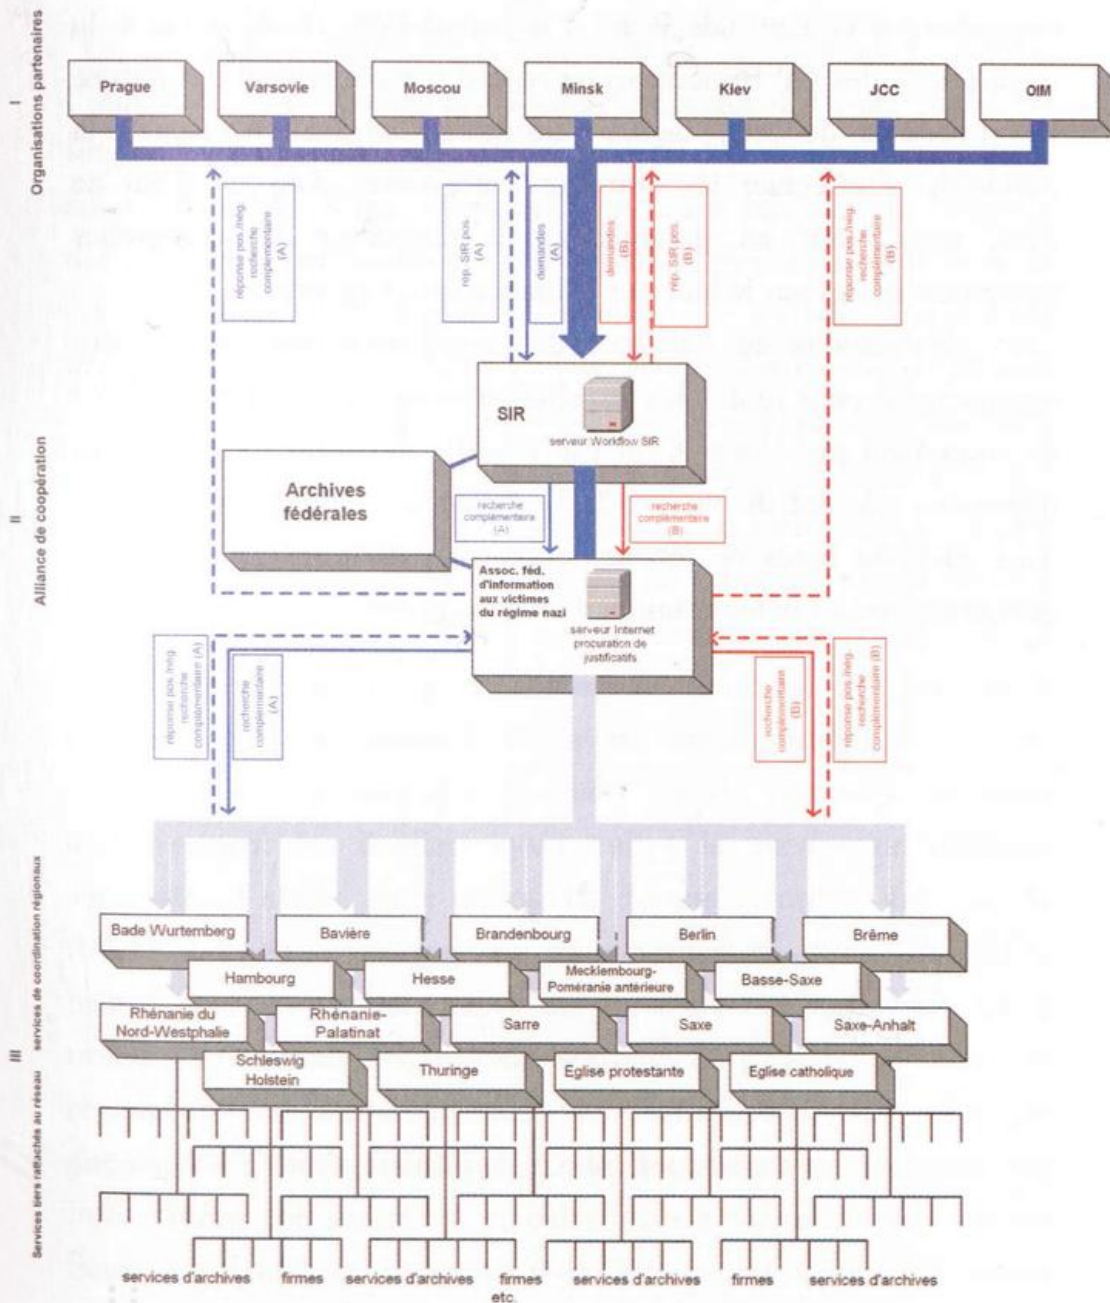 I
Organisations partenaires
Prague
Varsovie
Moscou
Minsk
Kiev
JCC
OIM
réponse pos./nég.
recherche
complémentaire
(A)
rép. SIR pos.
(A)
demandes
(A)
demandes
(B)
rép. SIR pos.
(B)
réponse pos./nég.
recherche
complémentaire
(B)
II
Alliance de coopération
SIR
serveur Workflow SIR
Archives
fédérales
recherche
complémentaire
(A)
recherche
complémentaire
(B)
Assoc. féd.
d'information
aux victimes
du régime nazi
serveur Internet
procuration de
justificatifs
réponse pos./nég.
recherche
complémentaire (A)
recherche
complémentaire
(A)
recherche
complémentaire
(B)
réponse pos./nég.
recherche
complémentaire (B)
III
services de coordination régionaux
Services tiers rattachés au réseau
Bade Wurtemberg
Bavière
Brandenbourg
Berlin
Brême
Hambourg
Hesse
Mecklembourg-
Poméranie antérieure
Basse-Saxe
Rhénanie du
Nord-Westphalie
Rhénanie-
Palatinat
Sarre
Saxe
Saxe-Anhalt
Schleswig
Holstein
Thuringe
Eglise protestante
Eglise catholique
services d'archives
firmes
services d'archives
firmes
services d'archives
firmes
services d'archives
etc.